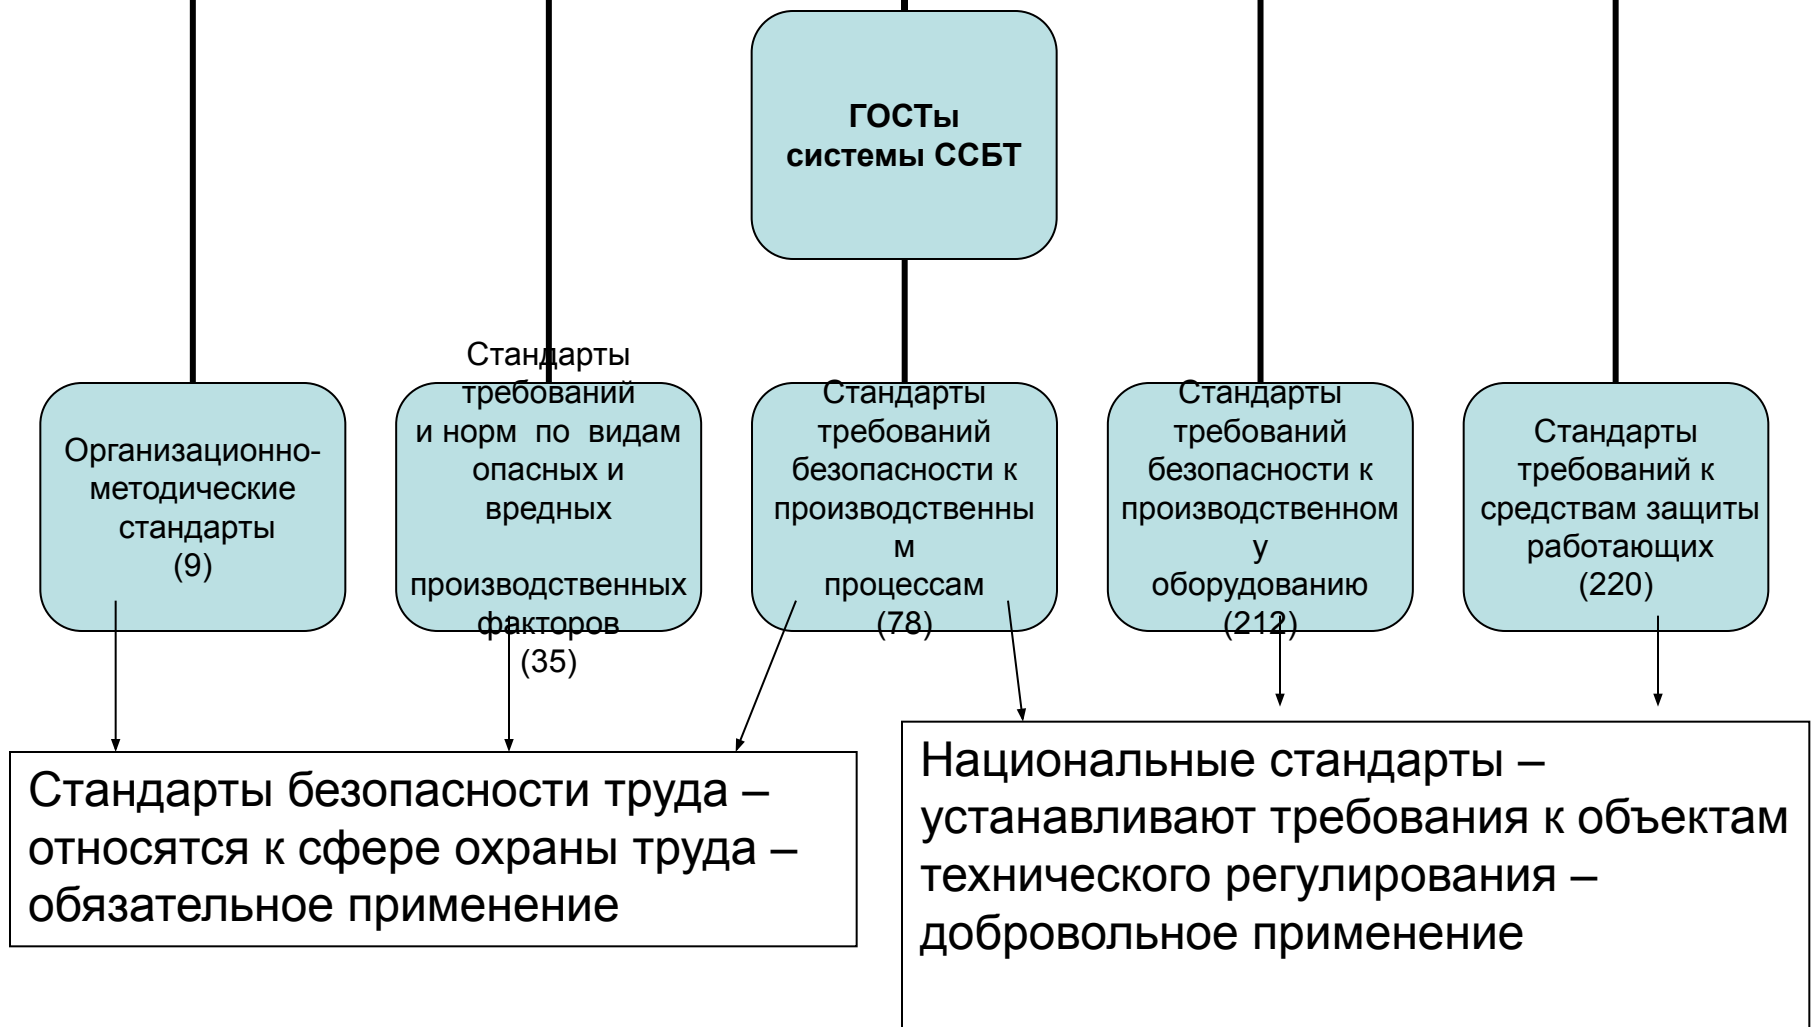 ГОСТы
системы ССБТ
Организационно-
методические
стандарты
(9)
Стандарты
требований
и норм по видам
опасных и
вредных
производственных
факторов
(35)
Стандарты
требований
безопасности к
производственны
м
процессам
(78)
Стандарты
требований
безопасности к
производственном
у
оборудованию
(212)
Стандарты
требований к
средствам защиты
работающих
(220)
Стандарты безопасности труда –
относятся к сфере охраны труда –
обязательное применение
Национальные стандарты –
устанавливают требования к объектам
технического регулирования –
добровольное применение